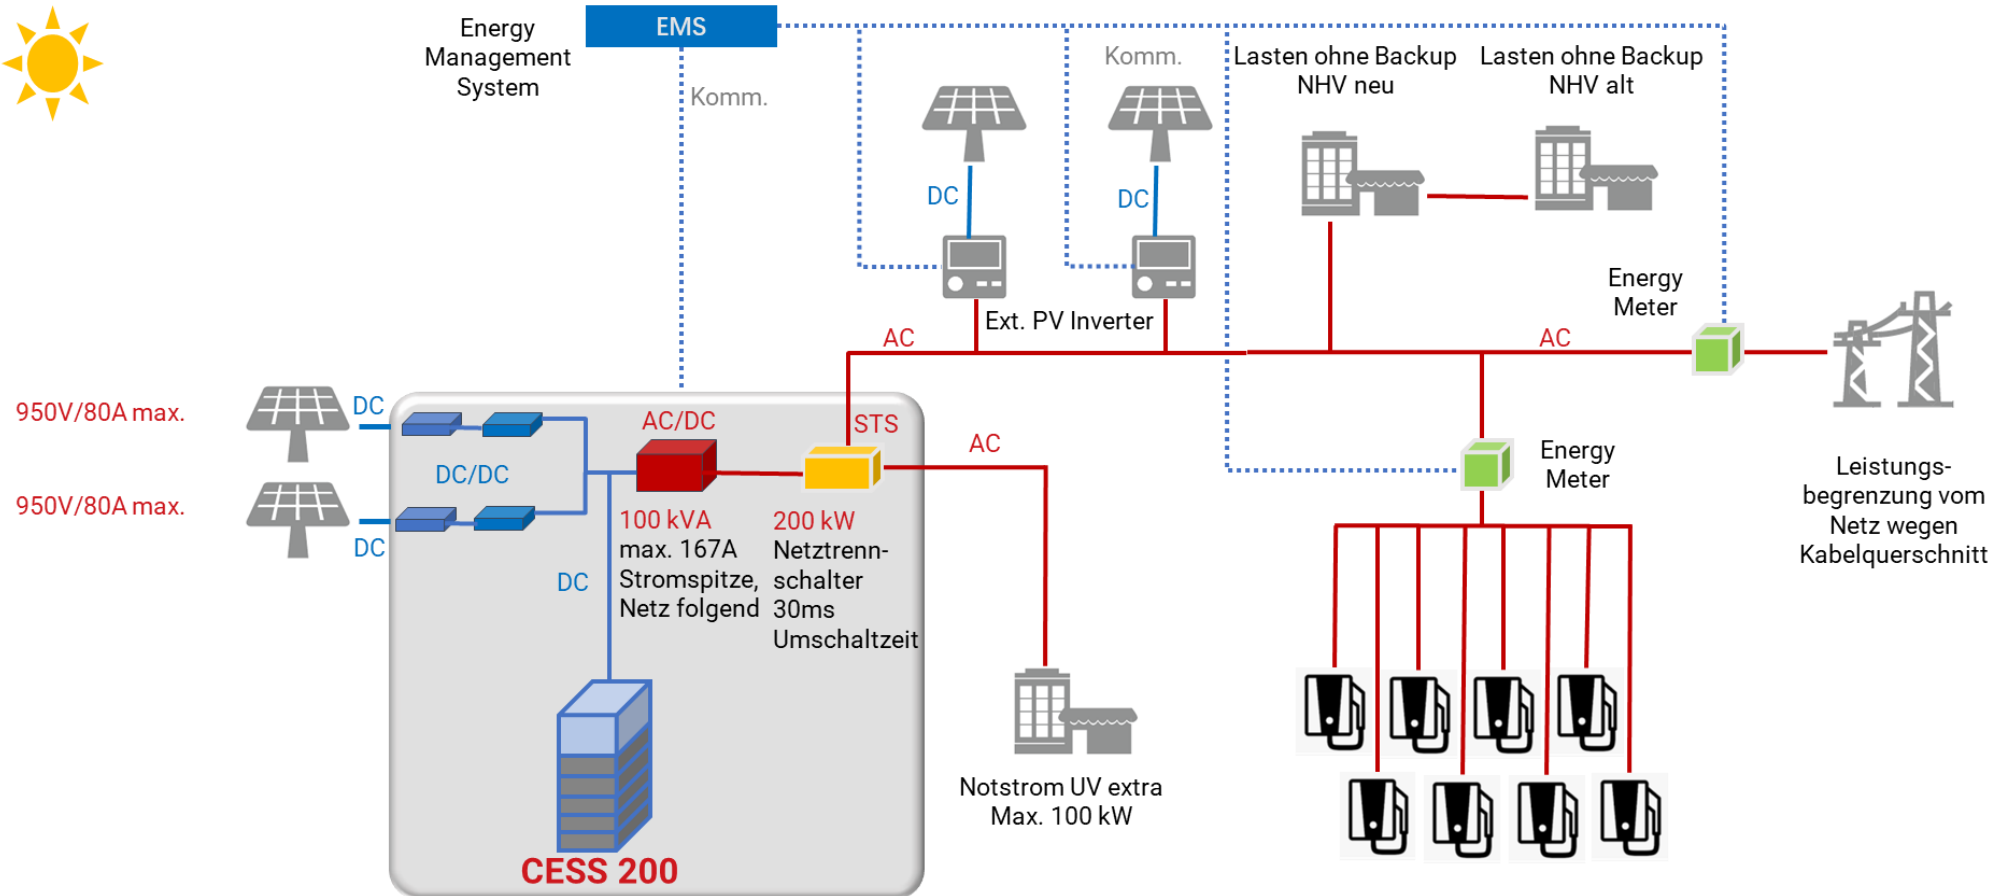 Energy
Management
System
EMS
Komm.
Komm.
Lasten ohne Backup
NHV neu
Lasten ohne Backup
NHV alt
DC
DC
Energy
Meter
Ext. PV Inverter
AC
AC
950V/80A max.
DC
AC/DC
STS
AC
DC/DC
950V/80A max.
DC
Energy
Meter
Leistungs-
begrenzung vom
Netz wegen
Kabelquerschnitt
100 kVA
max. 167A
Stromspitze,
Netz folgend
200 kW
Netztrenn-
schalter
30ms
Umschaltzeit
DC
Notstrom UV extra
Max. 100 kW
CESS 200